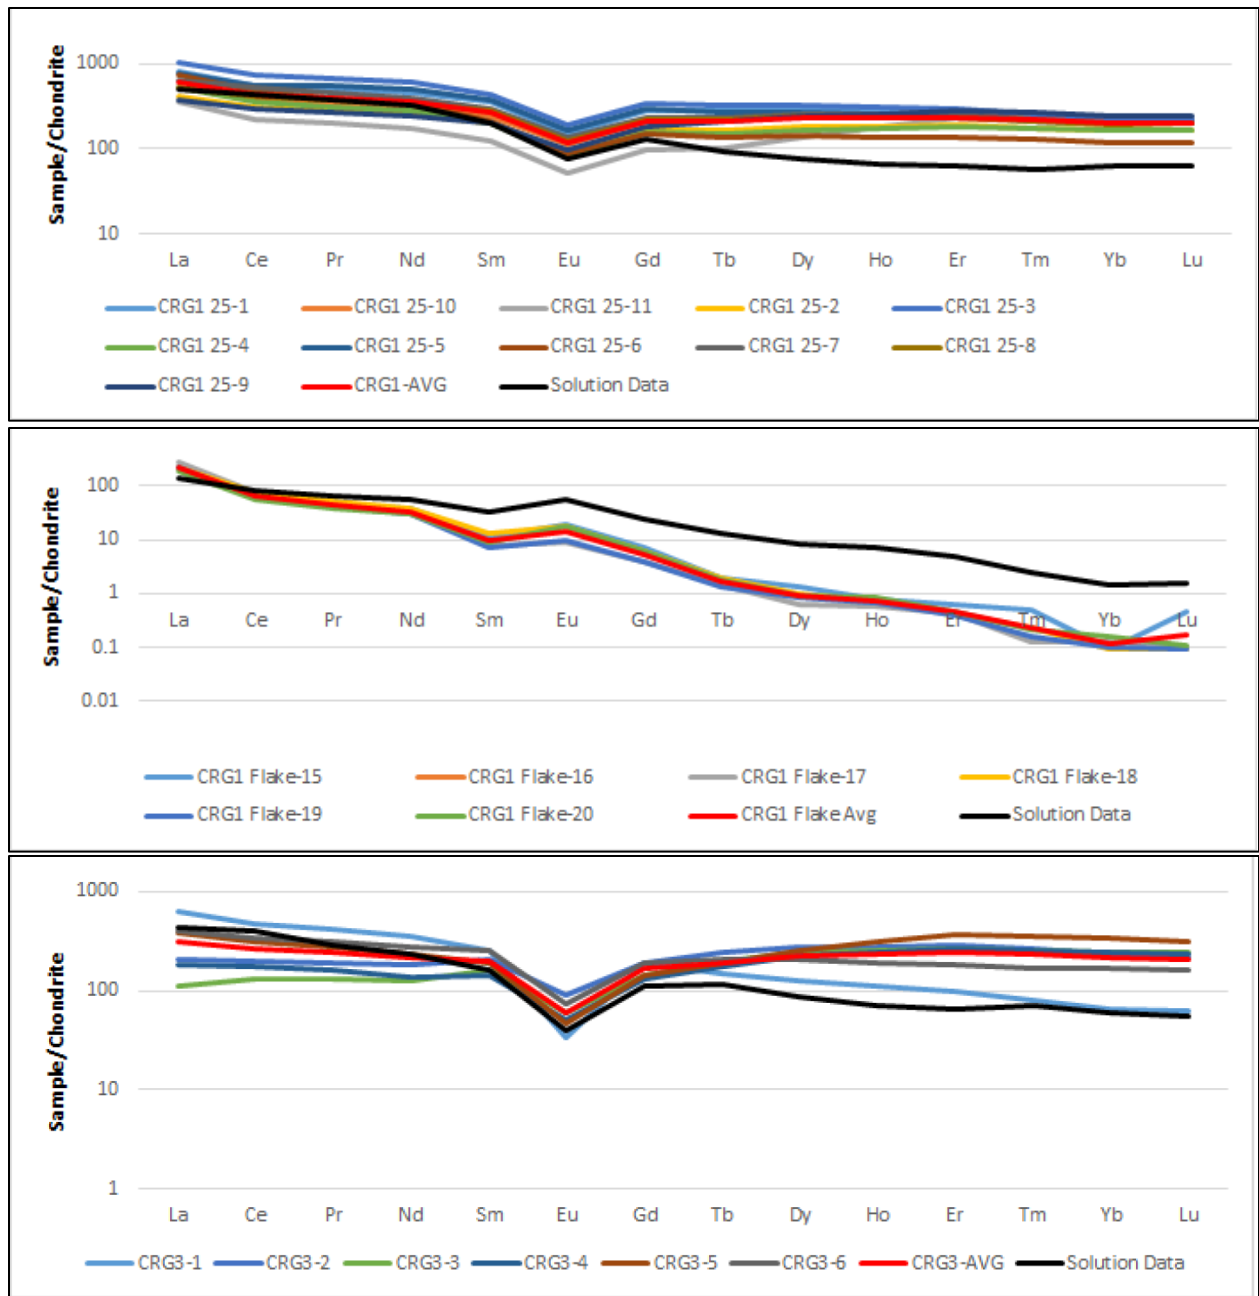 Sample/Chondrite
1000
100
10
La Ce Pr Nd Sm Eu Gd Tb Dy Ho Er Tm Yb Lu
CRG1 25-1 CRG1 25-10 CRG1 25-11 CRG1 25-2 CRG1 25-3
CRG1 25-4 CRG1 25-5 CRG1 25-6 CRG1 25-7 CRG1 25-8
CRG1 25-9 CRG1-AVG Solution Data
Sample/Chondrite
100
10
1
La Ce Pr Nd Sm Eu Gd Tb Dy Ho Er Tm Yb Lu
0.1
0.01
CRG1 Flake-15 CRG1 Flake-16 CRG1 Flake-17 CRG1 Flake-18
CRG1 Flake-19 CRG1 Flake-20 CRG1 Flake Avg Solution Data
Sample/Chondrite
1000
100
10
1
La Ce Pr Nd Sm Eu Gd Tb Dy Ho Er Tm Yb Lu
CRG3-1 CRG3-2 CRG3-3 CRG3-4 CRG3-5 CRG3-6 CRG3-AVG Solution Data